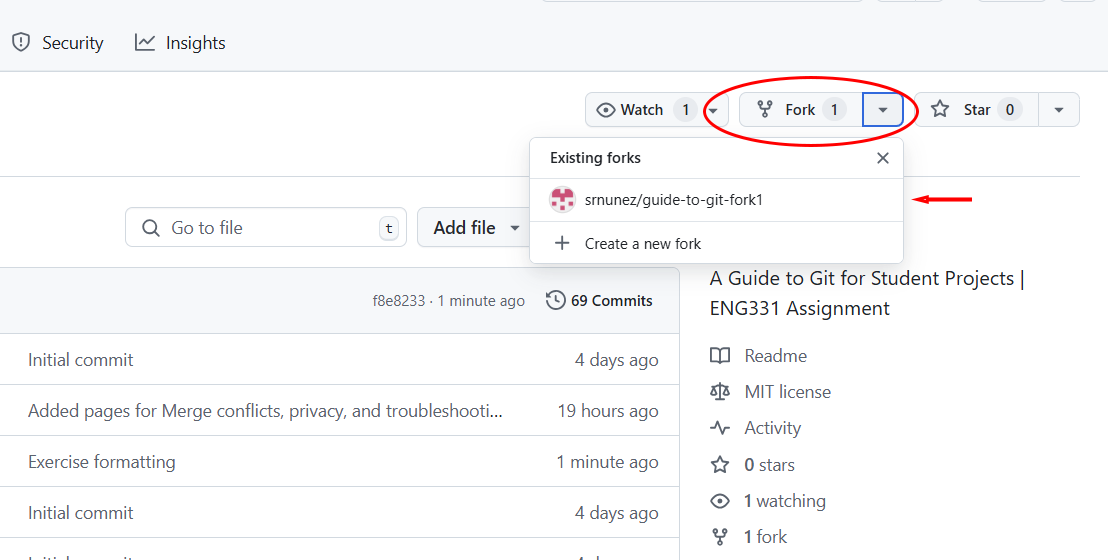 Security Insights
Watch 1 Fork 1 Star 0
Existing forks
srnunez/guide-to-git-fork1
Create a new fork
Go to file t Add file
A Guide to Git for Student Projects |
ENG331 Assignment
f8e8233 · 1 minute ago 69 Commits
Initial commit 4 days ago
Added pages for Merge conflicts, privacy, and troubleshooti... 19 hours ago
Exercise formatting 1 minute ago
Initial commit 4 days ago
Readme
MIT license
Activity
0 stars
1 watching
1 fork